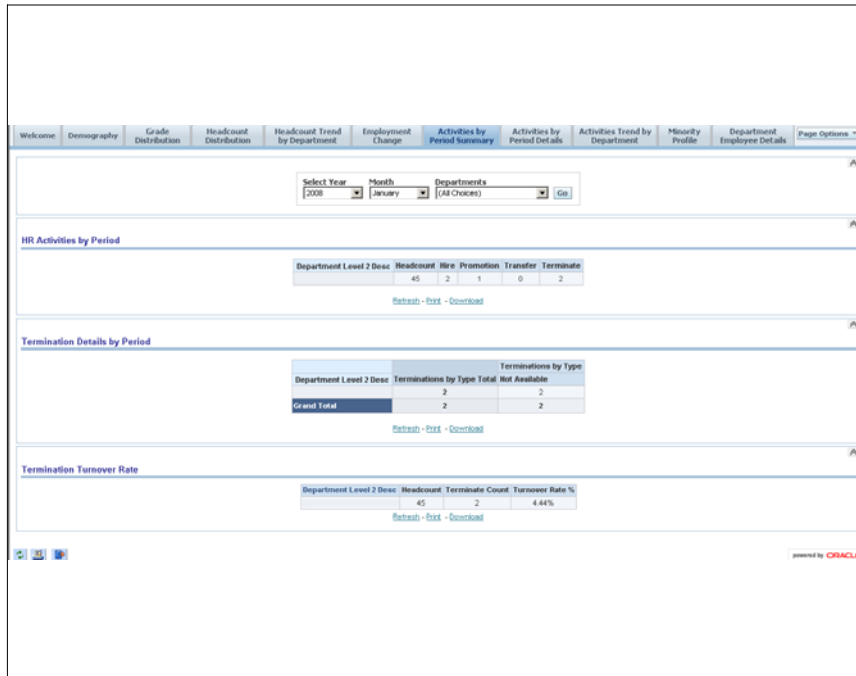 Welcome Demography Grade Distribution Headcount Distribution Headcount Trend by Department Employment Change Activities by Period Summary Activities by Period Details Activities Trend by Department Minority Profile Department Employee Details Page Options
Select Year Month Departments
2008 January (All Choices) Go
HR Activities by Period
Department Level 2 Desc Headcount Hire Promotion Transfer Terminate
45 2 1 0 2
Refresh - Print - Download
Termination Details by Period
Terminations by Type
Department Level 2 Desc Terminations by Type Total Not Available
2 2
Grand Total 2 2
Refresh - Print - Download
Termination Turnover Rate
Department Level 2 Desc Headcount Terminate Count Turnover Rate %
45 2 4.44%
Refresh - Print - Download
powered by ORACL